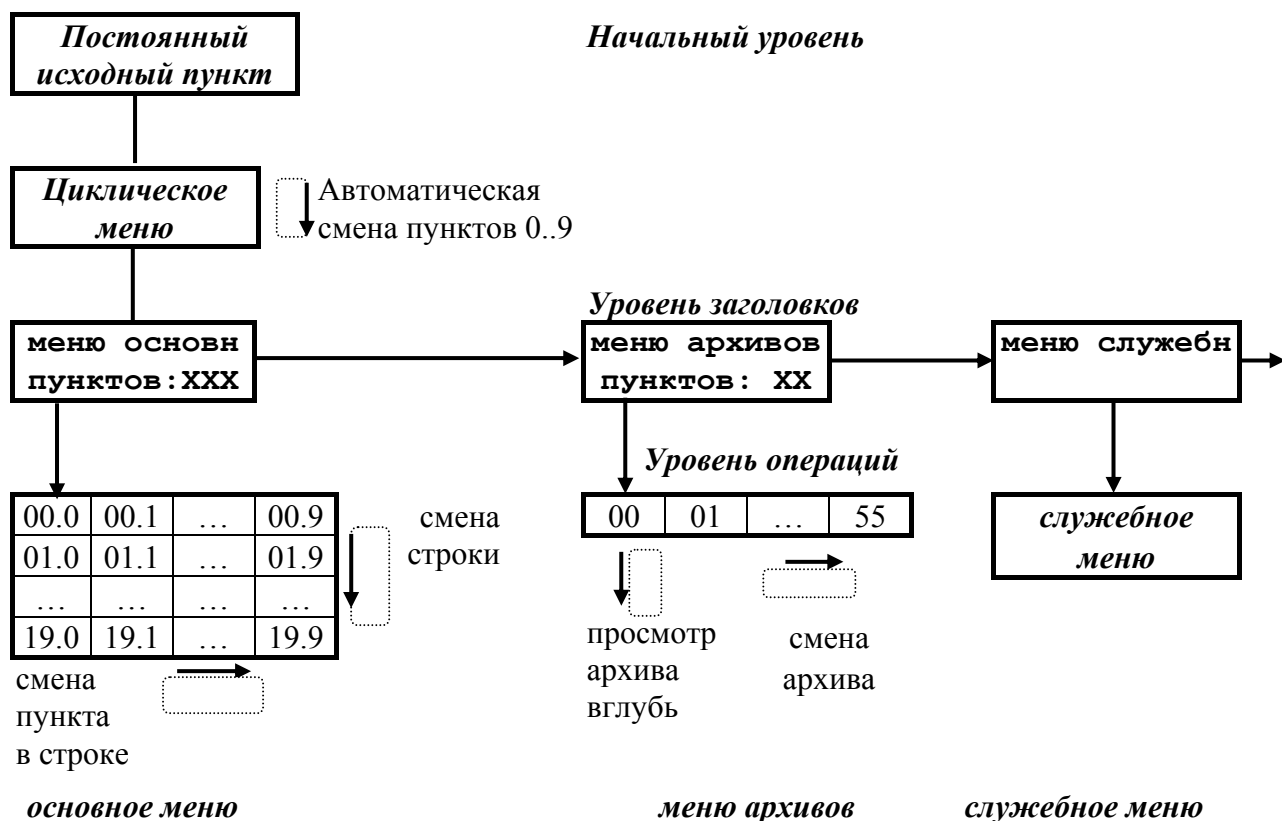 Постоянный
исходный пункт
Начальный уровень
Циклическое
меню
Автоматическая
смена пунктов 0..9
Уровень заголовков
меню основн
пунктов:XXX
меню архивов
пунктов: XX
меню служебн
Уровень операций
00.0 00.1 … 00.9
01.0 01.1 … 01.9
… … … …
19.0 19.1 … 19.9
смена
строки
00 01 … 55
служебное
меню
смена
пункта
в строке
просмотр
архива
вглубь
смена
архива
основное меню
меню архивов
служебное меню